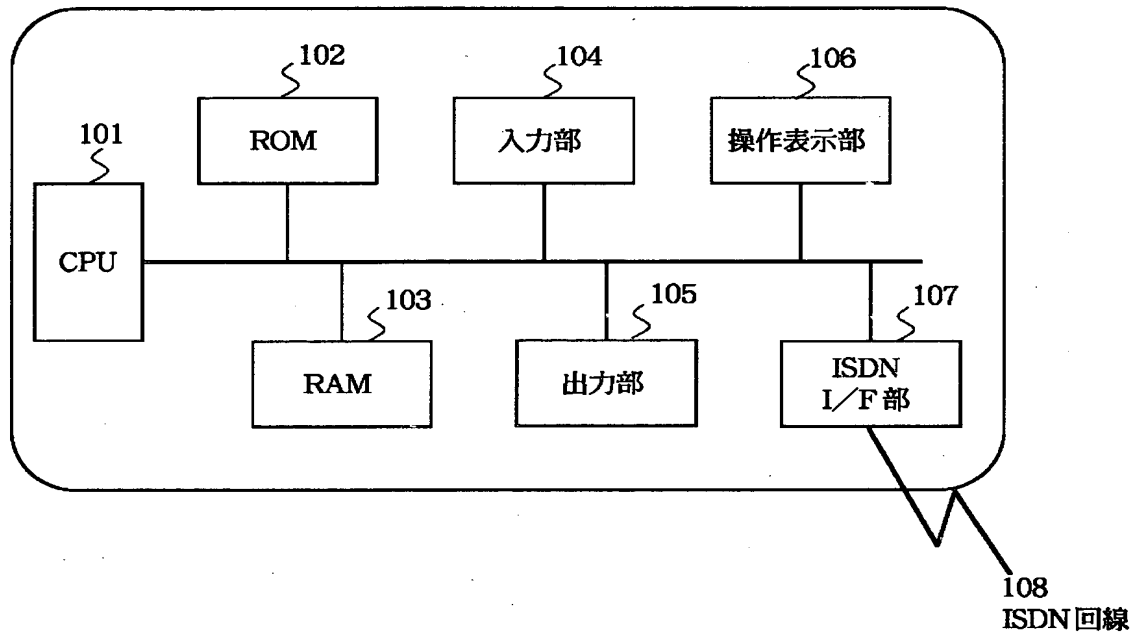 102
104
106
101
ROM
入力部
操作表示部
CPU
103
105
107
RAM
出力部
ISDN
I/F部
108
ISDN回線